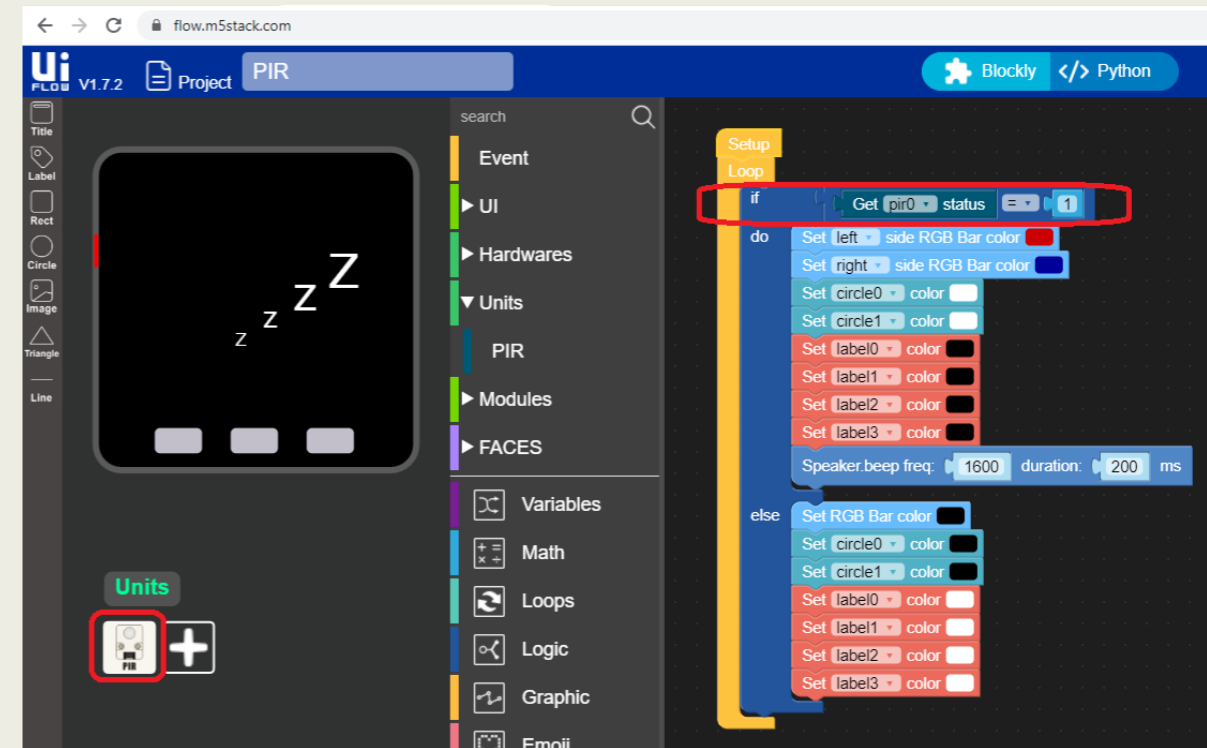 flow.m5stack.com
Ui
FLOW V1.7.2 Project PIR Blockly </> Python
Title
Label
Rect
Circle
Image
Triangle
Line
z z Z Z
Units
PIR
search
Event
UI
Hardwares
Units
PIR
Modules
FACES
Variables
Math
Loops
Logic
Graphic
Emoji
Setup
Loop
if Get pir0 status = 1
do Set left side RGB Bar color
Set right side RGB Bar color
Set circle0 color
Set circle1 color
Set label0 color
Set label1 color
Set label2 color
Set label3 color
Speaker.beep freq: 1600 duration: 200 ms
else Set RGB Bar color
Set circle0 color
Set circle1 color
Set label0 color
Set label1 color
Set label2 color
Set label3 color